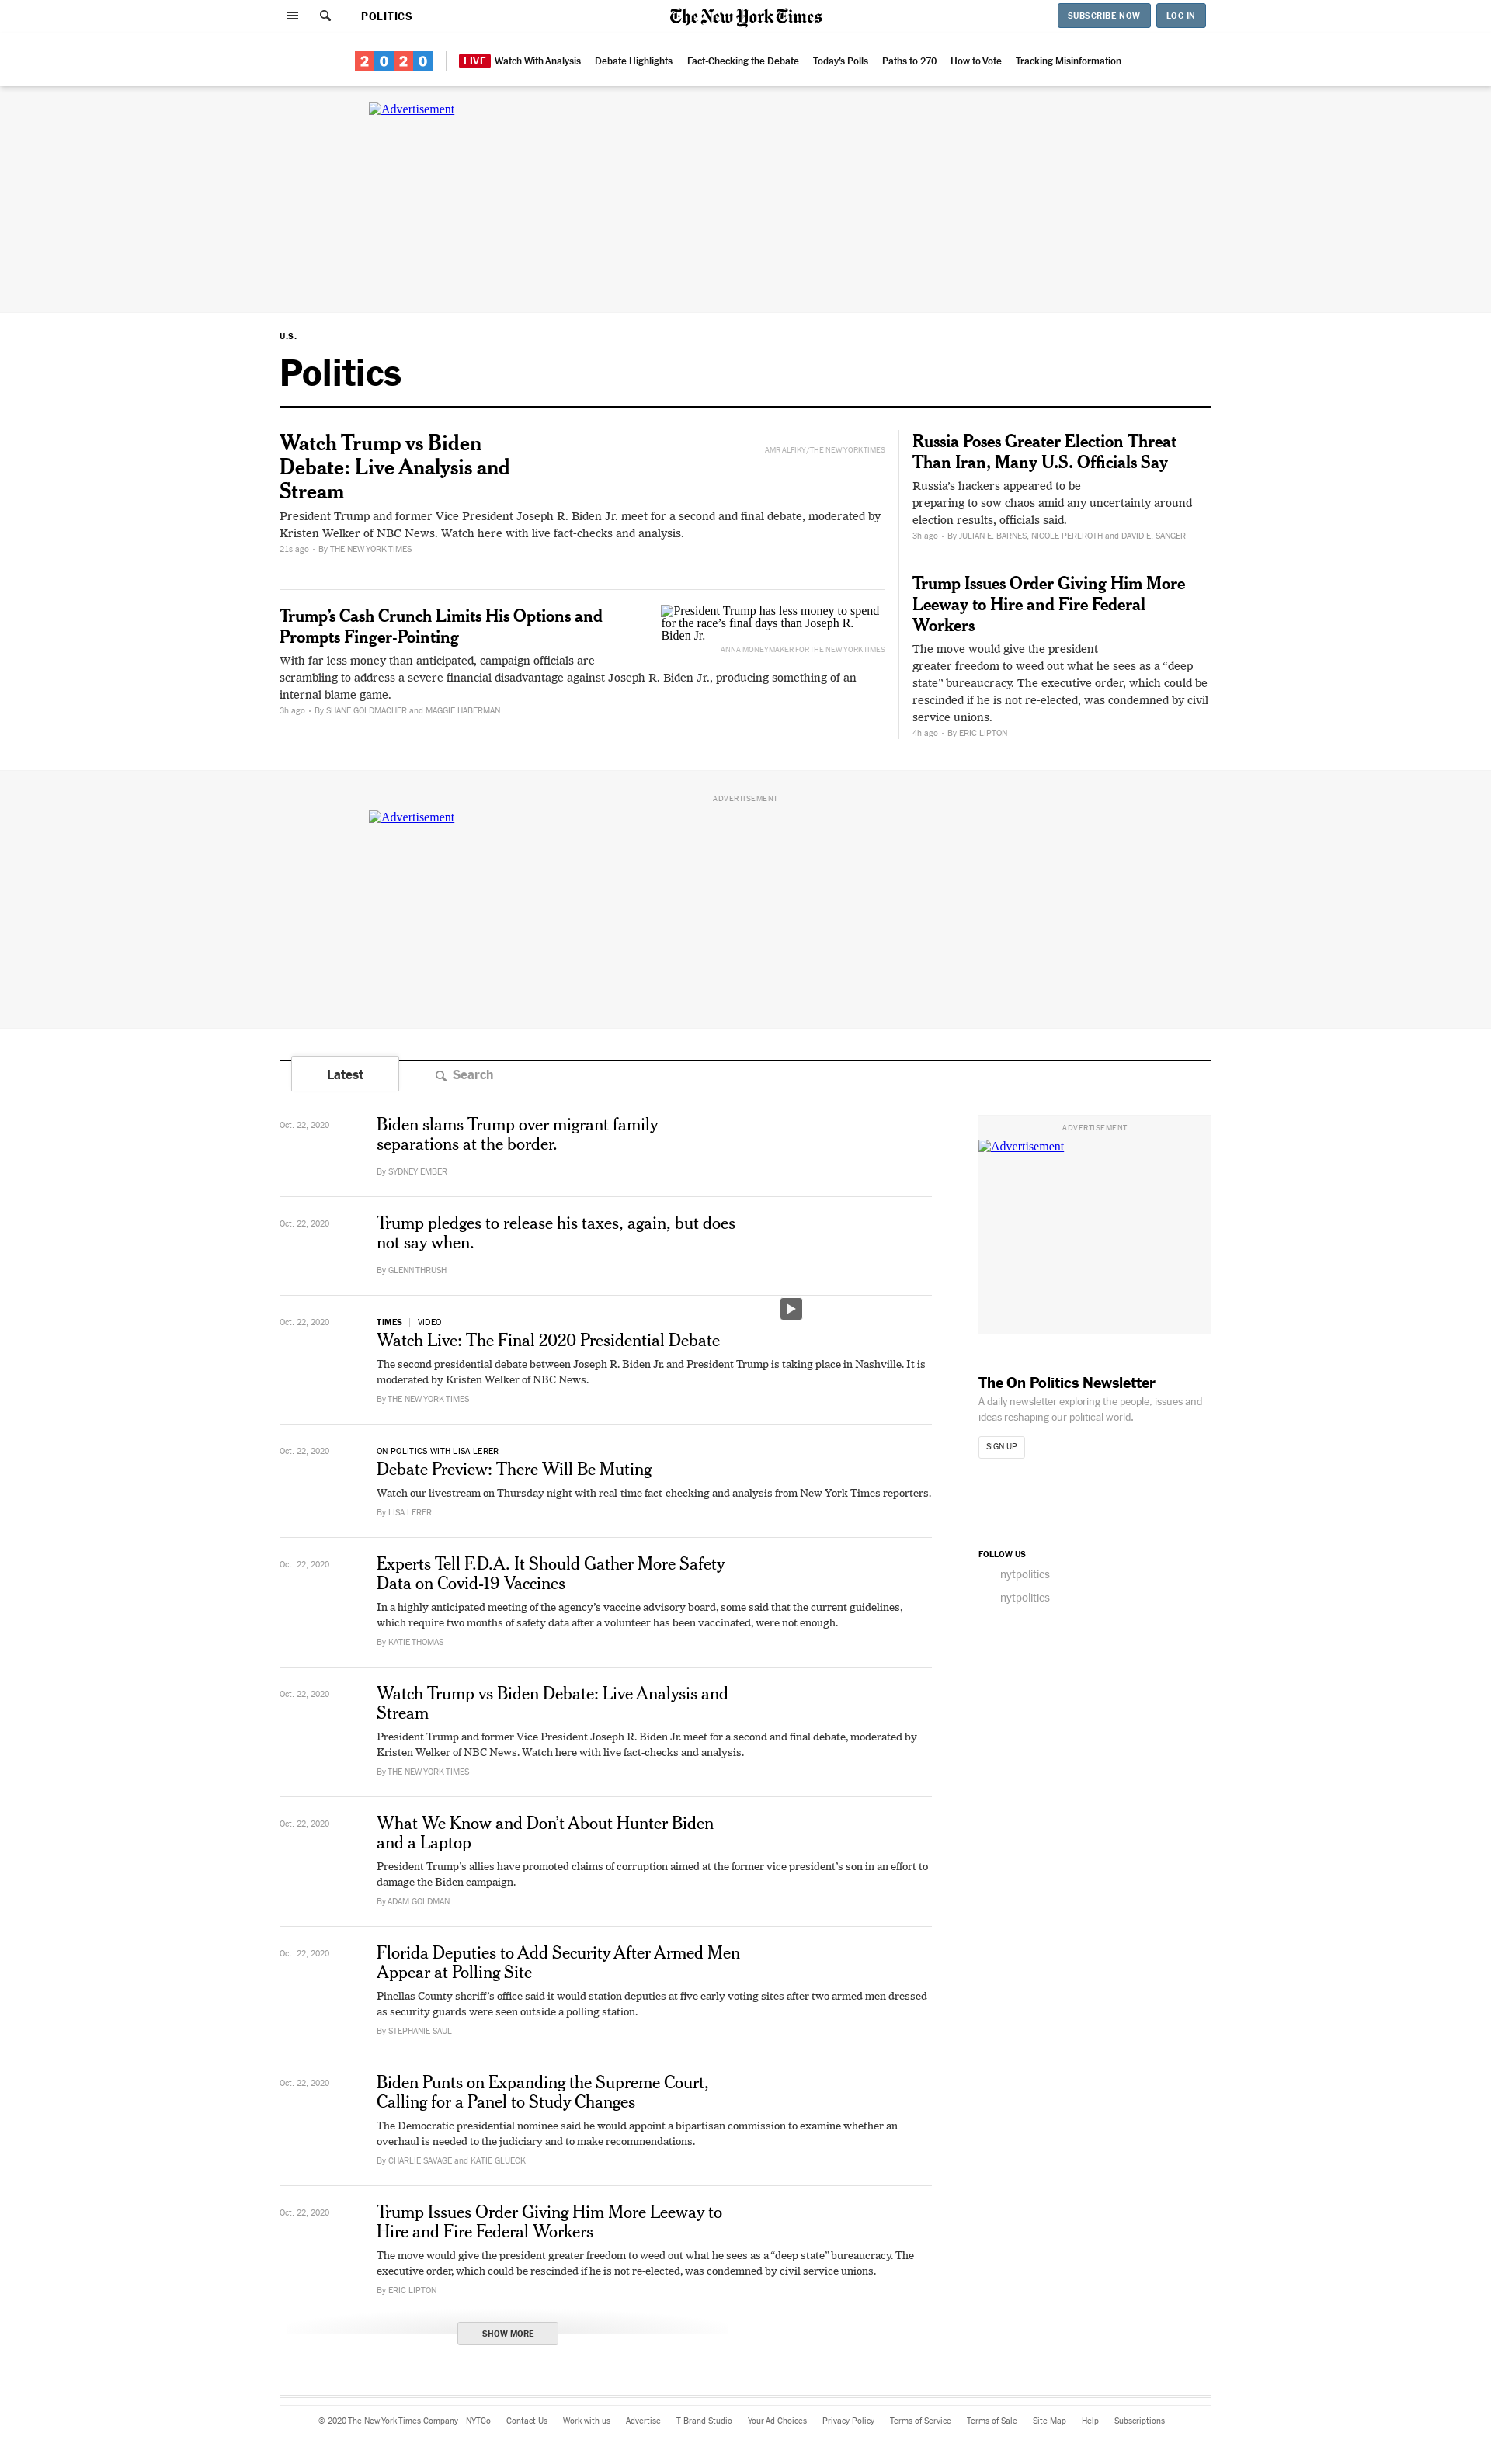 POLITICS
The New York Times
SUBSCRIBE NOW
LOG IN
2020
LIVE Watch With Analysis
Debate Highlights
Fact-Checking the Debate
Today's Polls
Paths to 270
How to Vote
Tracking Misinformation
Advertisement
U.S.
Politics
Watch Trump vs Biden
Debate: Live Analysis and
Stream
AMR ALFIKY/THE NEW YORK TIMES
President Trump and former Vice President Joseph R. Biden Jr. meet for a second and final debate, moderated by
Kristen Welker of NBC News. Watch here with live fact-checks and analysis.
21s ago • By THE NEW YORK TIMES
Trump’s Cash Crunch Limits His Options and
Prompts Finger-Pointing
President Trump has less money to spend
for the race’s final days than Joseph R.
Biden Jr.
ANNA MONEYMAKER FOR THE NEW YORK TIMES
With far less money than anticipated, campaign officials are
scrambling to address a severe financial disadvantage against Joseph R. Biden Jr., producing something of an
internal blame game.
3h ago • By SHANE GOLDMACHER and MAGGIE HABERMAN
Russia Poses Greater Election Threat
Than Iran, Many U.S. Officials Say
Russia’s hackers appeared to be
preparing to sow chaos amid any uncertainty around
election results, officials said.
3h ago • By JULIAN E. BARNES, NICOLE PERLROTH and DAVID E. SANGER
Trump Issues Order Giving Him More
Leeway to Hire and Fire Federal
Workers
The move would give the president
greater freedom to weed out what he sees as a “deep
state” bureaucracy. The executive order, which could be
rescinded if he is not re-elected, was condemned by civil
service unions.
4h ago • By ERIC LIPTON
ADVERTISEMENT
Advertisement
Latest
Search
Oct. 22, 2020
Biden slams Trump over migrant family
separations at the border.
By SYDNEY EMBER
Oct. 22, 2020
Trump pledges to release his taxes, again, but does
not say when.
By GLENN THRUSH
Oct. 22, 2020
TIMES | VIDEO
Watch Live: The Final 2020 Presidential Debate
The second presidential debate between Joseph R. Biden Jr. and President Trump is taking place in Nashville. It is
moderated by Kristen Welker of NBC News.
By THE NEW YORK TIMES
Oct. 22, 2020
ON POLITICS WITH LISA LERER
Debate Preview: There Will Be Muting
Watch our livestream on Thursday night with real-time fact-checking and analysis from New York Times reporters.
By LISA LERER
Oct. 22, 2020
Experts Tell F.D.A. It Should Gather More Safety
Data on Covid-19 Vaccines
In a highly anticipated meeting of the agency’s vaccine advisory board, some said that the current guidelines,
which require two months of safety data after a volunteer has been vaccinated, were not enough.
By KATIE THOMAS
Oct. 22, 2020
Watch Trump vs Biden Debate: Live Analysis and
Stream
President Trump and former Vice President Joseph R. Biden Jr. meet for a second and final debate, moderated by
Kristen Welker of NBC News. Watch here with live fact-checks and analysis.
By THE NEW YORK TIMES
Oct. 22, 2020
What We Know and Don’t About Hunter Biden
and a Laptop
President Trump’s allies have promoted claims of corruption aimed at the former vice president’s son in an effort to
damage the Biden campaign.
By ADAM GOLDMAN
Oct. 22, 2020
Florida Deputies to Add Security After Armed Men
Appear at Polling Site
Pinellas County sheriff’s office said it would station deputies at five early voting sites after two armed men dressed
as security guards were seen outside a polling station.
By STEPHANIE SAUL
Oct. 22, 2020
Biden Punts on Expanding the Supreme Court,
Calling for a Panel to Study Changes
The Democratic presidential nominee said he would appoint a bipartisan commission to examine whether an
overhaul is needed to the judiciary and to make recommendations.
By CHARLIE SAVAGE and KATIE GLUECK
Oct. 22, 2020
Trump Issues Order Giving Him More Leeway to
Hire and Fire Federal Workers
The move would give the president greater freedom to weed out what he sees as a “deep state” bureaucracy. The
executive order, which could be rescinded if he is not re-elected, was condemned by civil service unions.
By ERIC LIPTON
SHOW MORE
ADVERTISEMENT
Advertisement
The On Politics Newsletter
A daily newsletter exploring the people, issues and
ideas reshaping our political world.
SIGN UP
FOLLOW US
nytpolitics
nytpolitics
© 2020 The New York Times Company NYTCo Contact Us Work with us Advertise T Brand Studio Your Ad Choices Privacy Policy Terms of Service Terms of Sale Site Map Help Subscriptions